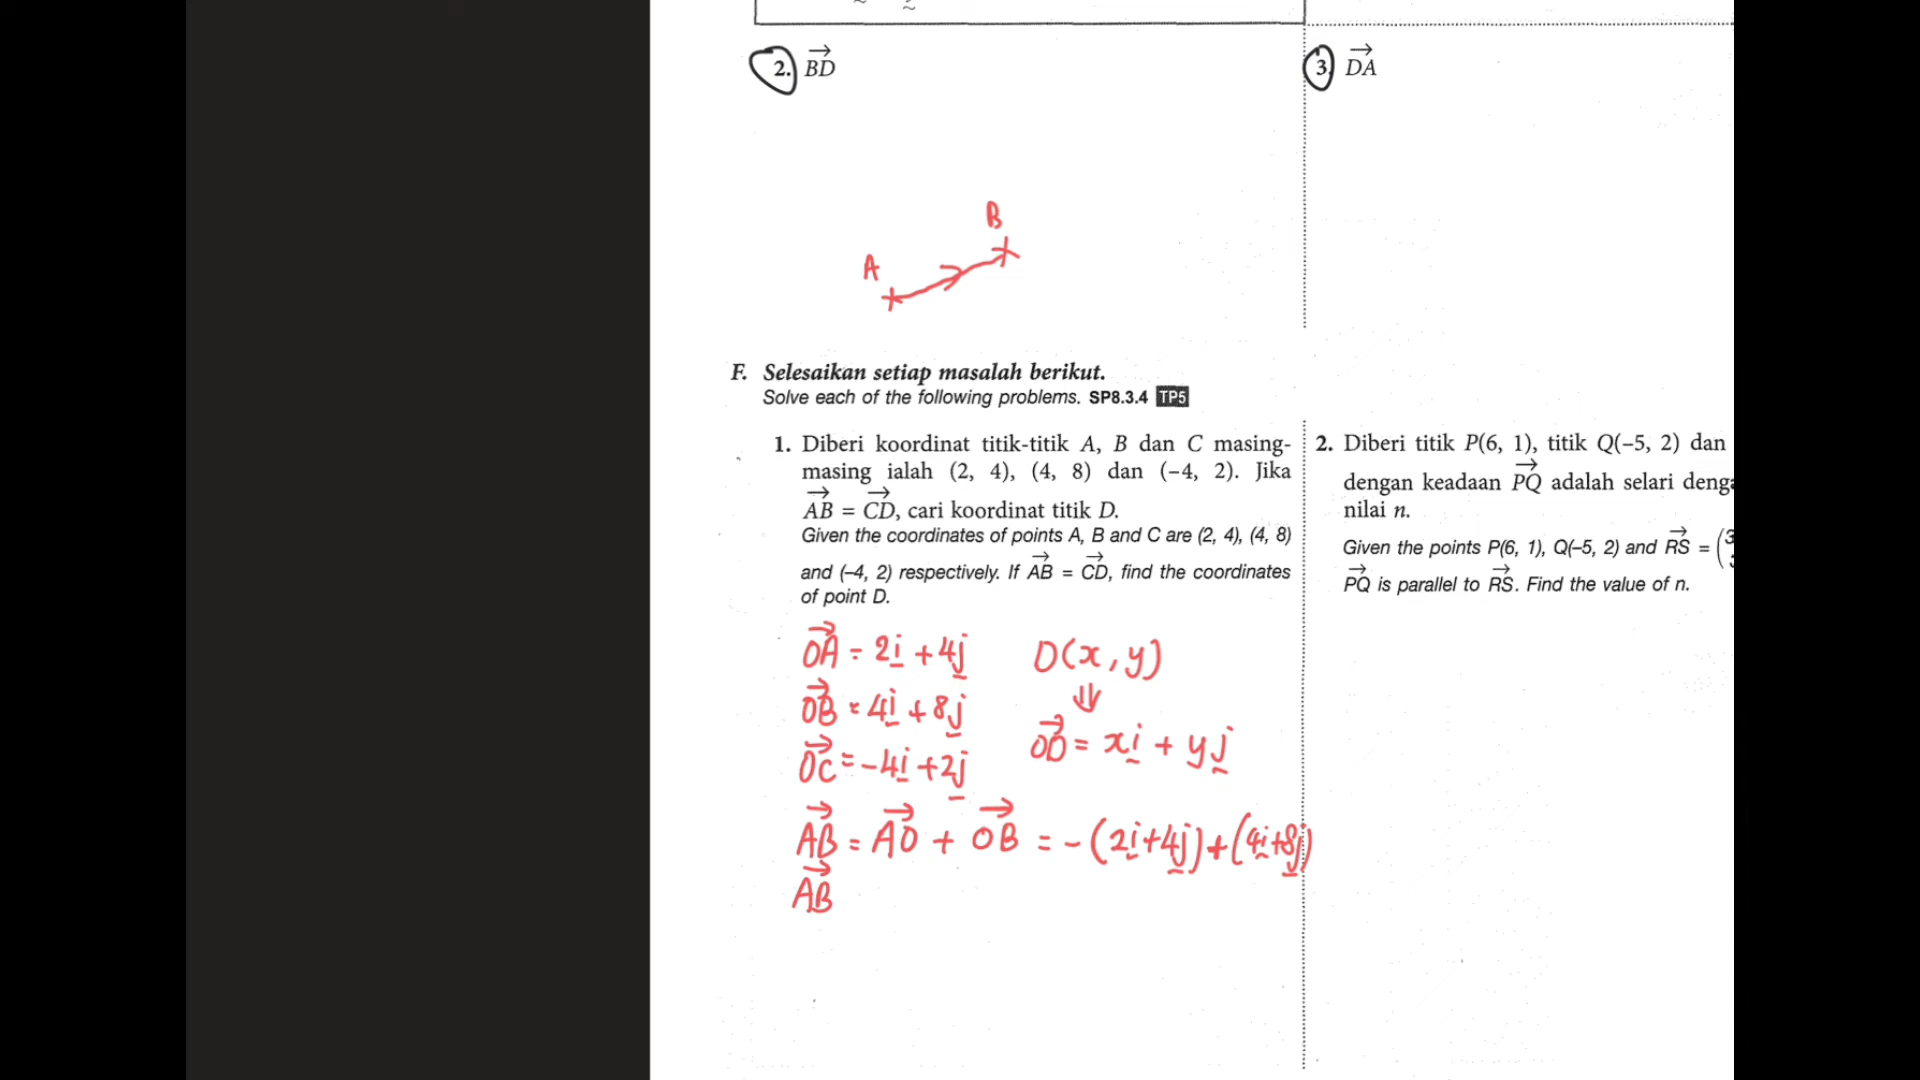 2. BD
3. DA
A
B
F. Selesaikan setiap masalah berikut.
Solve each of the following problems. SP8.3.4 TP5
1. Diberi koordinat titik-titik A, B dan C masing-
masing ialah (2, 4), (4, 8) dan (–4, 2). Jika
AB = CD, cari koordinat titik D.
Given the coordinates of points A, B and C are (2, 4), (4, 8)
and (–4, 2) respectively. If AB = CD, find the coordinates
of point D.
OA = 2i + 4j
OB = 4i + 8j
OC = -4i + 2j
D(x, y)
⇓
OD = xi + yj
AB = AO + OB = -(2i+4j)+(4i+8j)
AB
2. Diberi titik P(6, 1), titik Q(–5, 2) dan
dengan keadaan PQ adalah selari
nilai n.
Given the points P(6, 1), Q(–5, 2) and RS = (3
PQ is parallel to RS. Find the value of n.